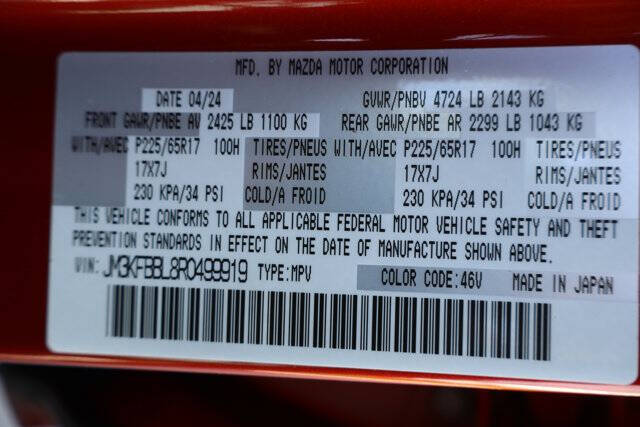 MFD. BY MAZDA MOTOR CORPORATION
DATE 04/24 GVWR/PNBV 4724 LB 2143 KG
FRONT GAWR/PNBE AV 2425 LB 1100 KG REAR GAWR/PNBE AR 2299 LB 1043 KG
WITH/AVEC P225/65R17 100H TIRES/PNEUS WITH/AVEC P225/65R17 100H TIRES/PNEUS
17X7J RIMS/JANTES 17X7J RIMS/JANTES
230 KPA/34 PSI COLD/A FROID 230 KPA/34 PSI COLD/A FROID
THIS VEHICLE CONFORMS TO ALL APPLICABLE FEDERAL MOTOR VEHICLE SAFETY AND THEFT
PREVENTION STANDARDS IN EFFECT ON THE DATE OF MANUFACTURE SHOWN ABOVE.
VIN: JM3KFBBL8R0499919 TYPE:MPV COLOR CODE:46V MADE IN JAPAN